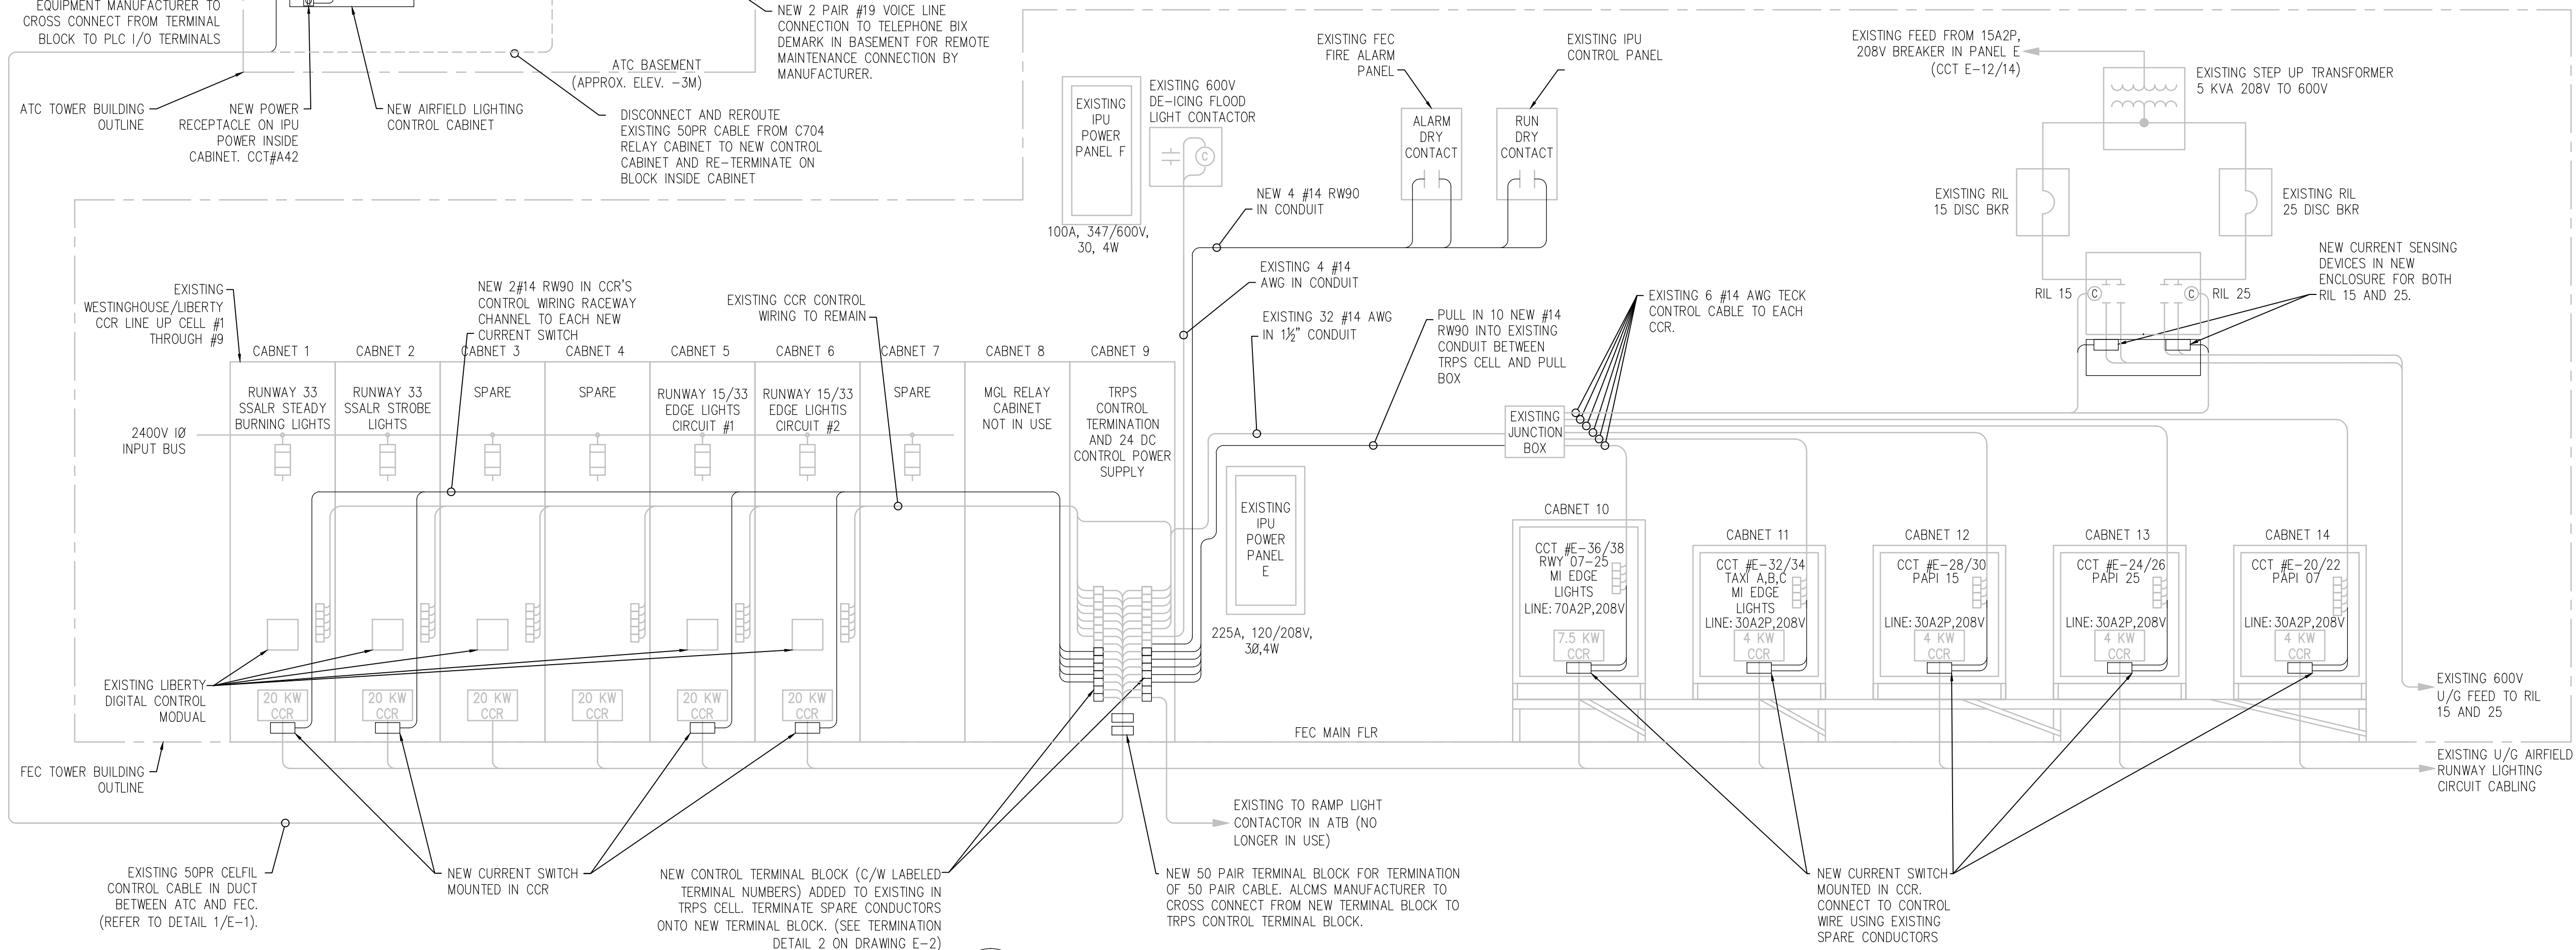 EQUIPMENT MANUFACTURER TO
CROSS CONNECT FROM TERMINAL
BLOCK TO PLC I/O TERMINALS
NEW 2 PAIR #19 VOICE LINE
CONNECTION TO TELEPHONE BIX
DEMARK IN BASEMENT FOR REMOTE
MAINTENANCE CONNECTION BY
MANUFACTURER.
ATC BASEMENT
(APPROX. ELEV. -3M)
ATC TOWER BUILDING
OUTLINE
NEW POWER
RECEPTACLE ON IPU
POWER INSIDE
CABINET. CCT#A42
NEW AIRFIELD LIGHTING
CONTROL CABINET
DISCONNECT AND REROUTE
EXISTING 50PR CABLE FROM C704
RELAY CABINET TO NEW CONTROL
CABINET AND RE-TERMINATE ON
BLOCK INSIDE CABINET
EXISTING
IPU
POWER
PANEL F
100A, 347/600V,
30, 4W
EXISTING 600V
DE-ICING FLOOD
LIGHT CONTACTOR
C
EXISTING FEC
FIRE ALARM
PANEL
ALARM
DRY
CONTACT
EXISTING IPU
CONTROL PANEL
RUN
DRY
CONTACT
EXISTING FEED FROM 15A2P,
208V BREAKER IN PANEL E
(CCT E-12/14)
EXISTING STEP UP TRANSFORMER
5 KVA 208V TO 600V
EXISTING RIL
15 DISC BKR
EXISTING RIL
25 DISC BKR
NEW CURRENT SENSING
DEVICES IN NEW
ENCLOSURE FOR BOTH
RIL 15 AND 25.
RIL 15
C
C
RIL 25
NEW 4 #14 RW90
IN CONDUIT
EXISTING 4 #14
AWG IN CONDUIT
EXISTING 32 #14 AWG
IN 1½" CONDUIT
PULL IN 10 NEW #14
RW90 INTO EXISTING
CONDUIT BETWEEN
TRPS CELL AND PULL
BOX
EXISTING 6 #14 AWG TECK
CONTROL CABLE TO EACH
CCR.
EXISTING
WESTINGHOUSE/LIBERTY
CCR LINE UP CELL #1
THROUGH #9
NEW 2#14 RW90 IN CCR'S
CONTROL WIRING RACEWAY
CHANNEL TO EACH NEW
CURRENT SWITCH
EXISTING CCR CONTROL
WIRING TO REMAIN
CABNET 1
CABNET 2
CABNET 3
CABNET 4
CABNET 5
CABNET 6
CABNET 7
CABNET 8
CABNET 9
RUNWAY 33
SSALR STEADY
BURNING LIGHTS
RUNWAY 33
SSALR STROBE
LIGHTS
SPARE
SPARE
RUNWAY 15/33
EDGE LIGHTS
CIRCUIT #1
RUNWAY 15/33
EDGE LIGHTIS
CIRCUIT #2
SPARE
MGL RELAY
CABINET
NOT IN USE
TRPS
CONTROL
TERMINATION
AND 24 DC
CONTROL POWER
SUPPLY
2400V 1Ø
INPUT BUS
EXISTING
JUNCTION
BOX
EXISTING
IPU
POWER
PANEL
E
225A, 120/208V,
3Ø,4W
CABNET 10
CCT #E-36/38
RWY 07-25
MI EDGE
LIGHTS
LINE: 70A2P,208V
7.5 KW
CCR
CABNET 11
CCT #E-32/34
TAXI A,B,C
MI EDGE
LIGHTS
LINE: 30A2P,208V
4 KW
CCR
CABNET 12
CCT #E-28/30
PAPI 15
LINE: 30A2P,208V
4 KW
CCR
CABNET 13
CCT #E-24/26
PAPI 25
LINE: 30A2P,208V
4 KW
CCR
CABNET 14
CCT #E-20/22
PAPI 07
LINE: 30A2P,208V
4 KW
CCR
EXISTING LIBERTY
DIGITAL CONTROL
MODUAL
20 KW
CCR
20 KW
CCR
20 KW
CCR
20 KW
CCR
20 KW
CCR
20 KW
CCR
FEC MAIN FLR
EXISTING 600V
U/G FEED TO RIL
15 AND 25
EXISTING U/G AIRFIELD
RUNWAY LIGHTING
CIRCUIT CABLING
FEC TOWER BUILDING
OUTLINE
EXISTING TO RAMP LIGHT
CONTACTOR IN ATB (NO
LONGER IN USE)
EXISTING 50PR CELFIL
CONTROL CABLE IN DUCT
BETWEEN ATC AND FEC.
(REFER TO DETAIL 1/E-1).
NEW CURRENT SWITCH
MOUNTED IN CCR
NEW CONTROL TERMINAL BLOCK (C/W LABELED
TERMINAL NUMBERS) ADDED TO EXISTING IN
TRPS CELL. TERMINATE SPARE CONDUCTORS
ONTO NEW TERMINAL BLOCK. (SEE TERMINATION
DETAIL 2 ON DRAWING E-2)
NEW 50 PAIR TERMINAL BLOCK FOR TERMINATION
OF 50 PAIR CABLE. ALCMS MANUFACTURER TO
CROSS CONNECT FROM NEW TERMINAL BLOCK TO
TRPS CONTROL TERMINAL BLOCK.
NEW CURRENT SWITCH
MOUNTED IN CCR.
CONNECT TO CONTROL
WIRE USING EXISTING
SPARE CONDUCTORS